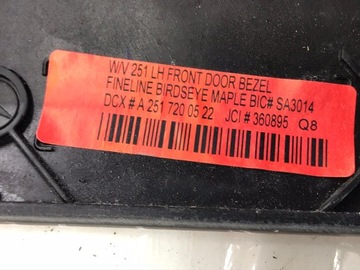 W/V 251 LH FRONT DOOR BEZEL
FINELINE BIRDSEYE MAPLE BIC# SA3014
DCX # A 251 720 05 22 JCI # 360895 Q8